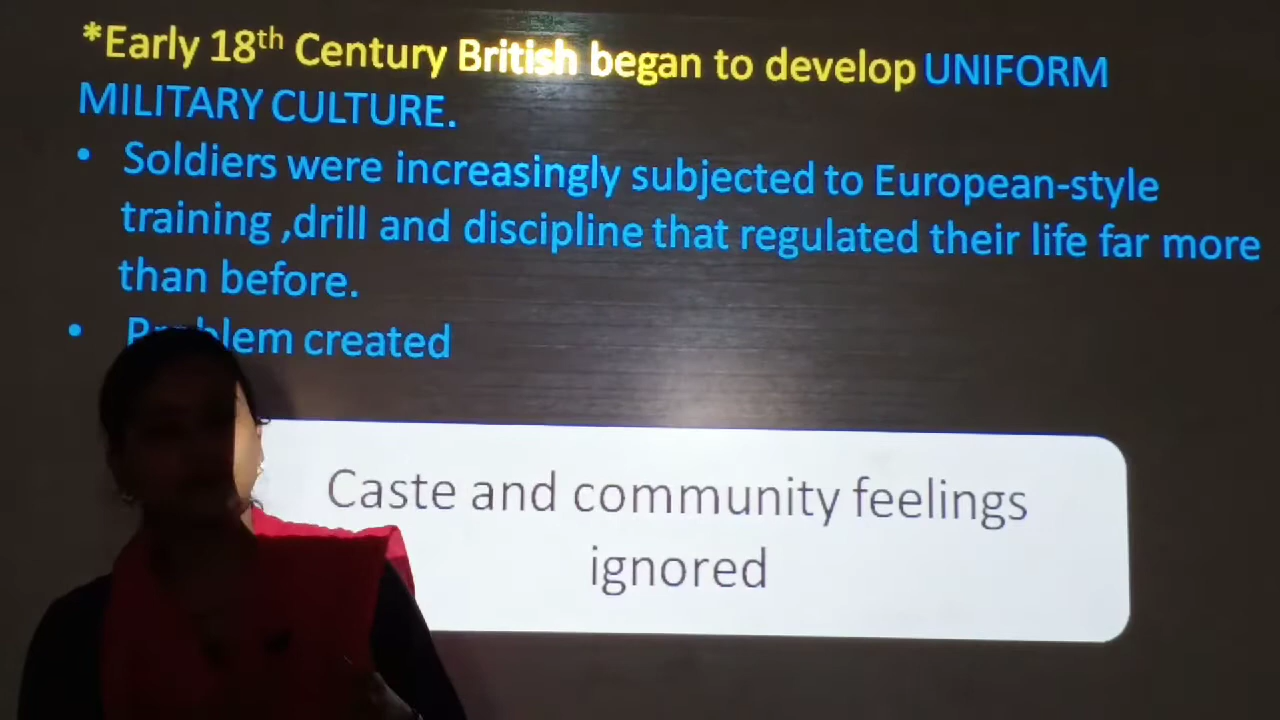 *Early 18th Century British began to develop UNIFORM
MILITARY CULTURE.
• Soldiers were increasingly subjected to European-style
training ,drill and discipline that regulated their life far more
than before.
• Problem created
Caste and community feelings
ignored